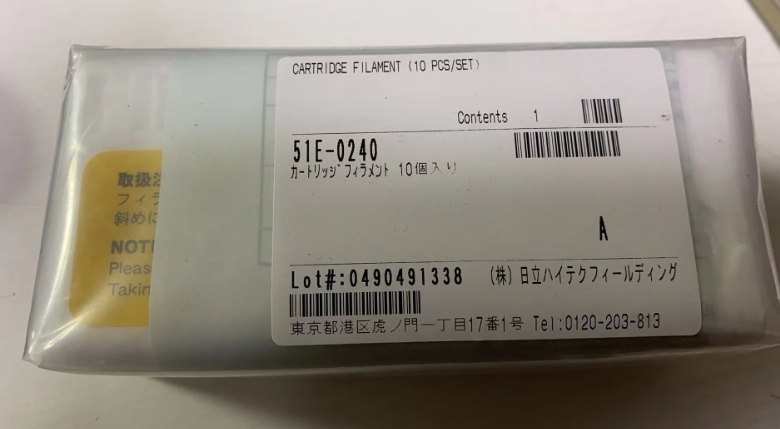 CARTRIDGE FILAMENT (10 PCS/SET)
Contents 1
51E-0240
カートリッジフィラメント 10個入り
A
Lot#:0490491338 (株) 日立ハイテクフィールディング
東京都港区虎ノ門一丁目17番1号 Tel:0120-203-813
取扱
フィラ
斜めに
NOT
Pleas
Takin